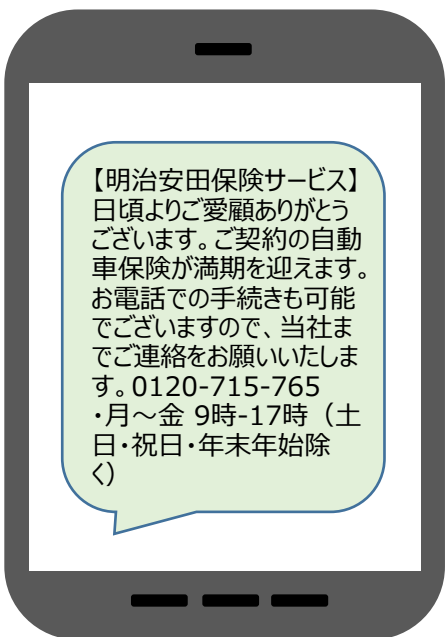 【明治安田保険サービス】
日頃よりご愛顧ありがとう
ございます。ご契約の自動
車保険が満期を迎えます。
お電話での手続きも可能
でございますので、当社ま
でご連絡をお願いいたしま
す。0120-715-765
・月～金 9時-17時（土
日・祝日・年末年始除
く）